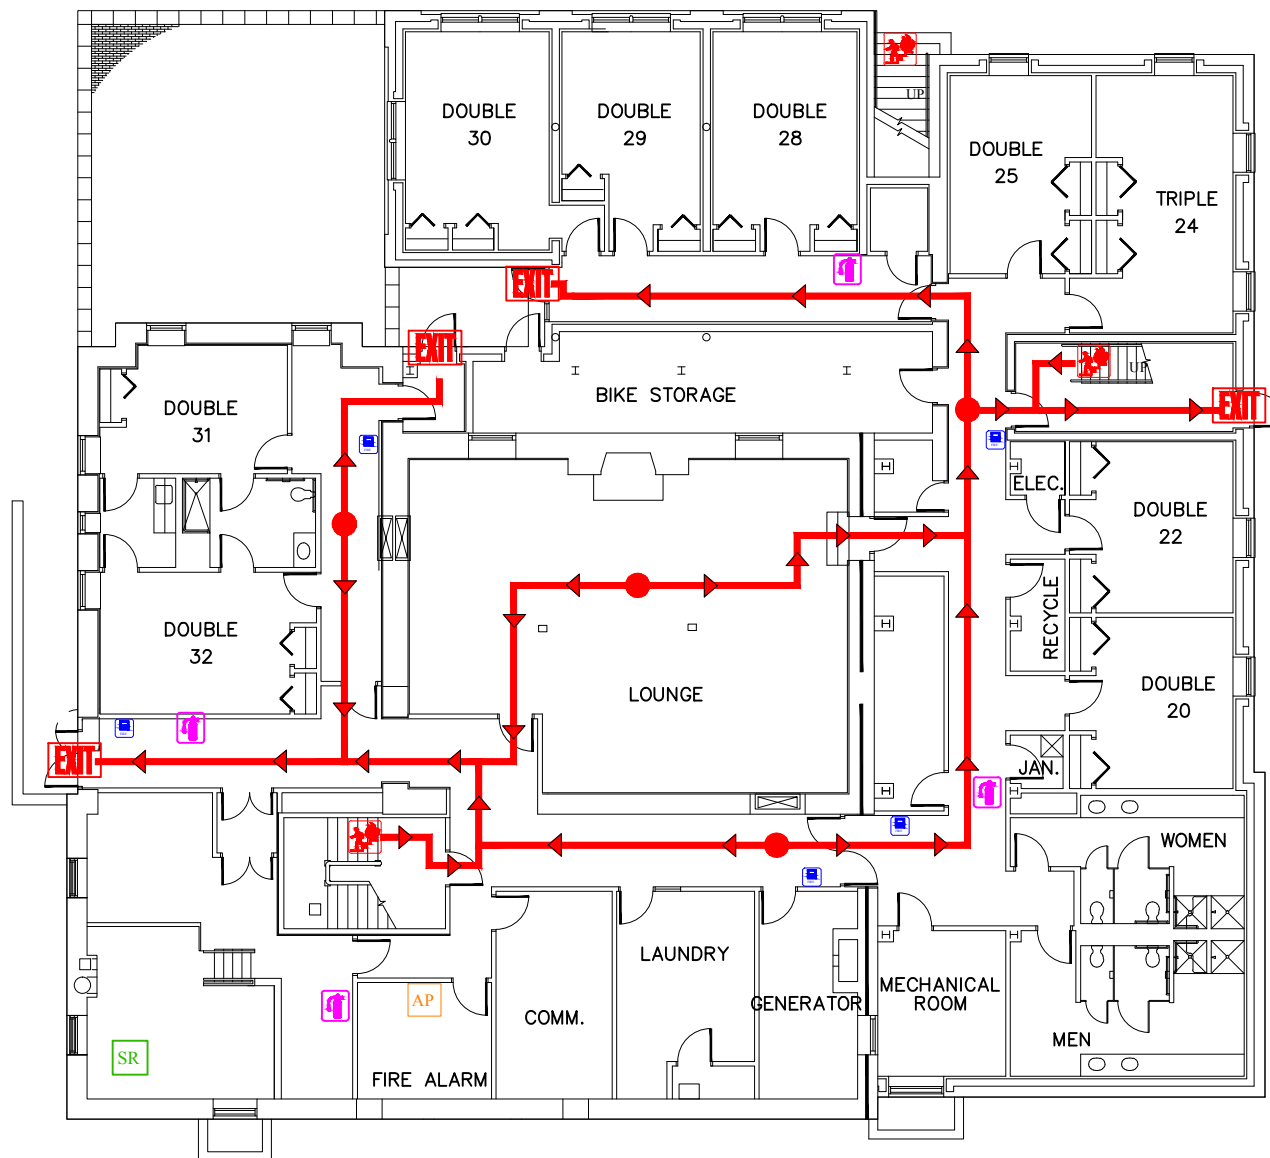 DOUBLE
30
DOUBLE
29
DOUBLE
28
UP
DOUBLE
25
TRIPLE
24
EXIT
EXIT
BIKE STORAGE
UP
EXIT
DOUBLE
31
H
H
H
H
H
ELEC.
DOUBLE
22
RECYCLE
H
H
DOUBLE
32
LOUNGE
DOUBLE
20
EXIT
JAN.
H
H
WOMEN
LAUNDRY
GENERATOR
H
H
MECHANICAL
ROOM
MEN
COMM.
AP
SR
FIRE ALARM